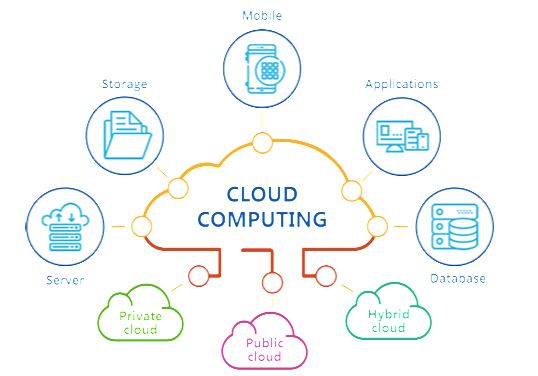 Mobile
Storage
Applications
CLOUD
COMPUTING
Server
Database
Private
cloud
Public
cloud
Hybrid
cloud